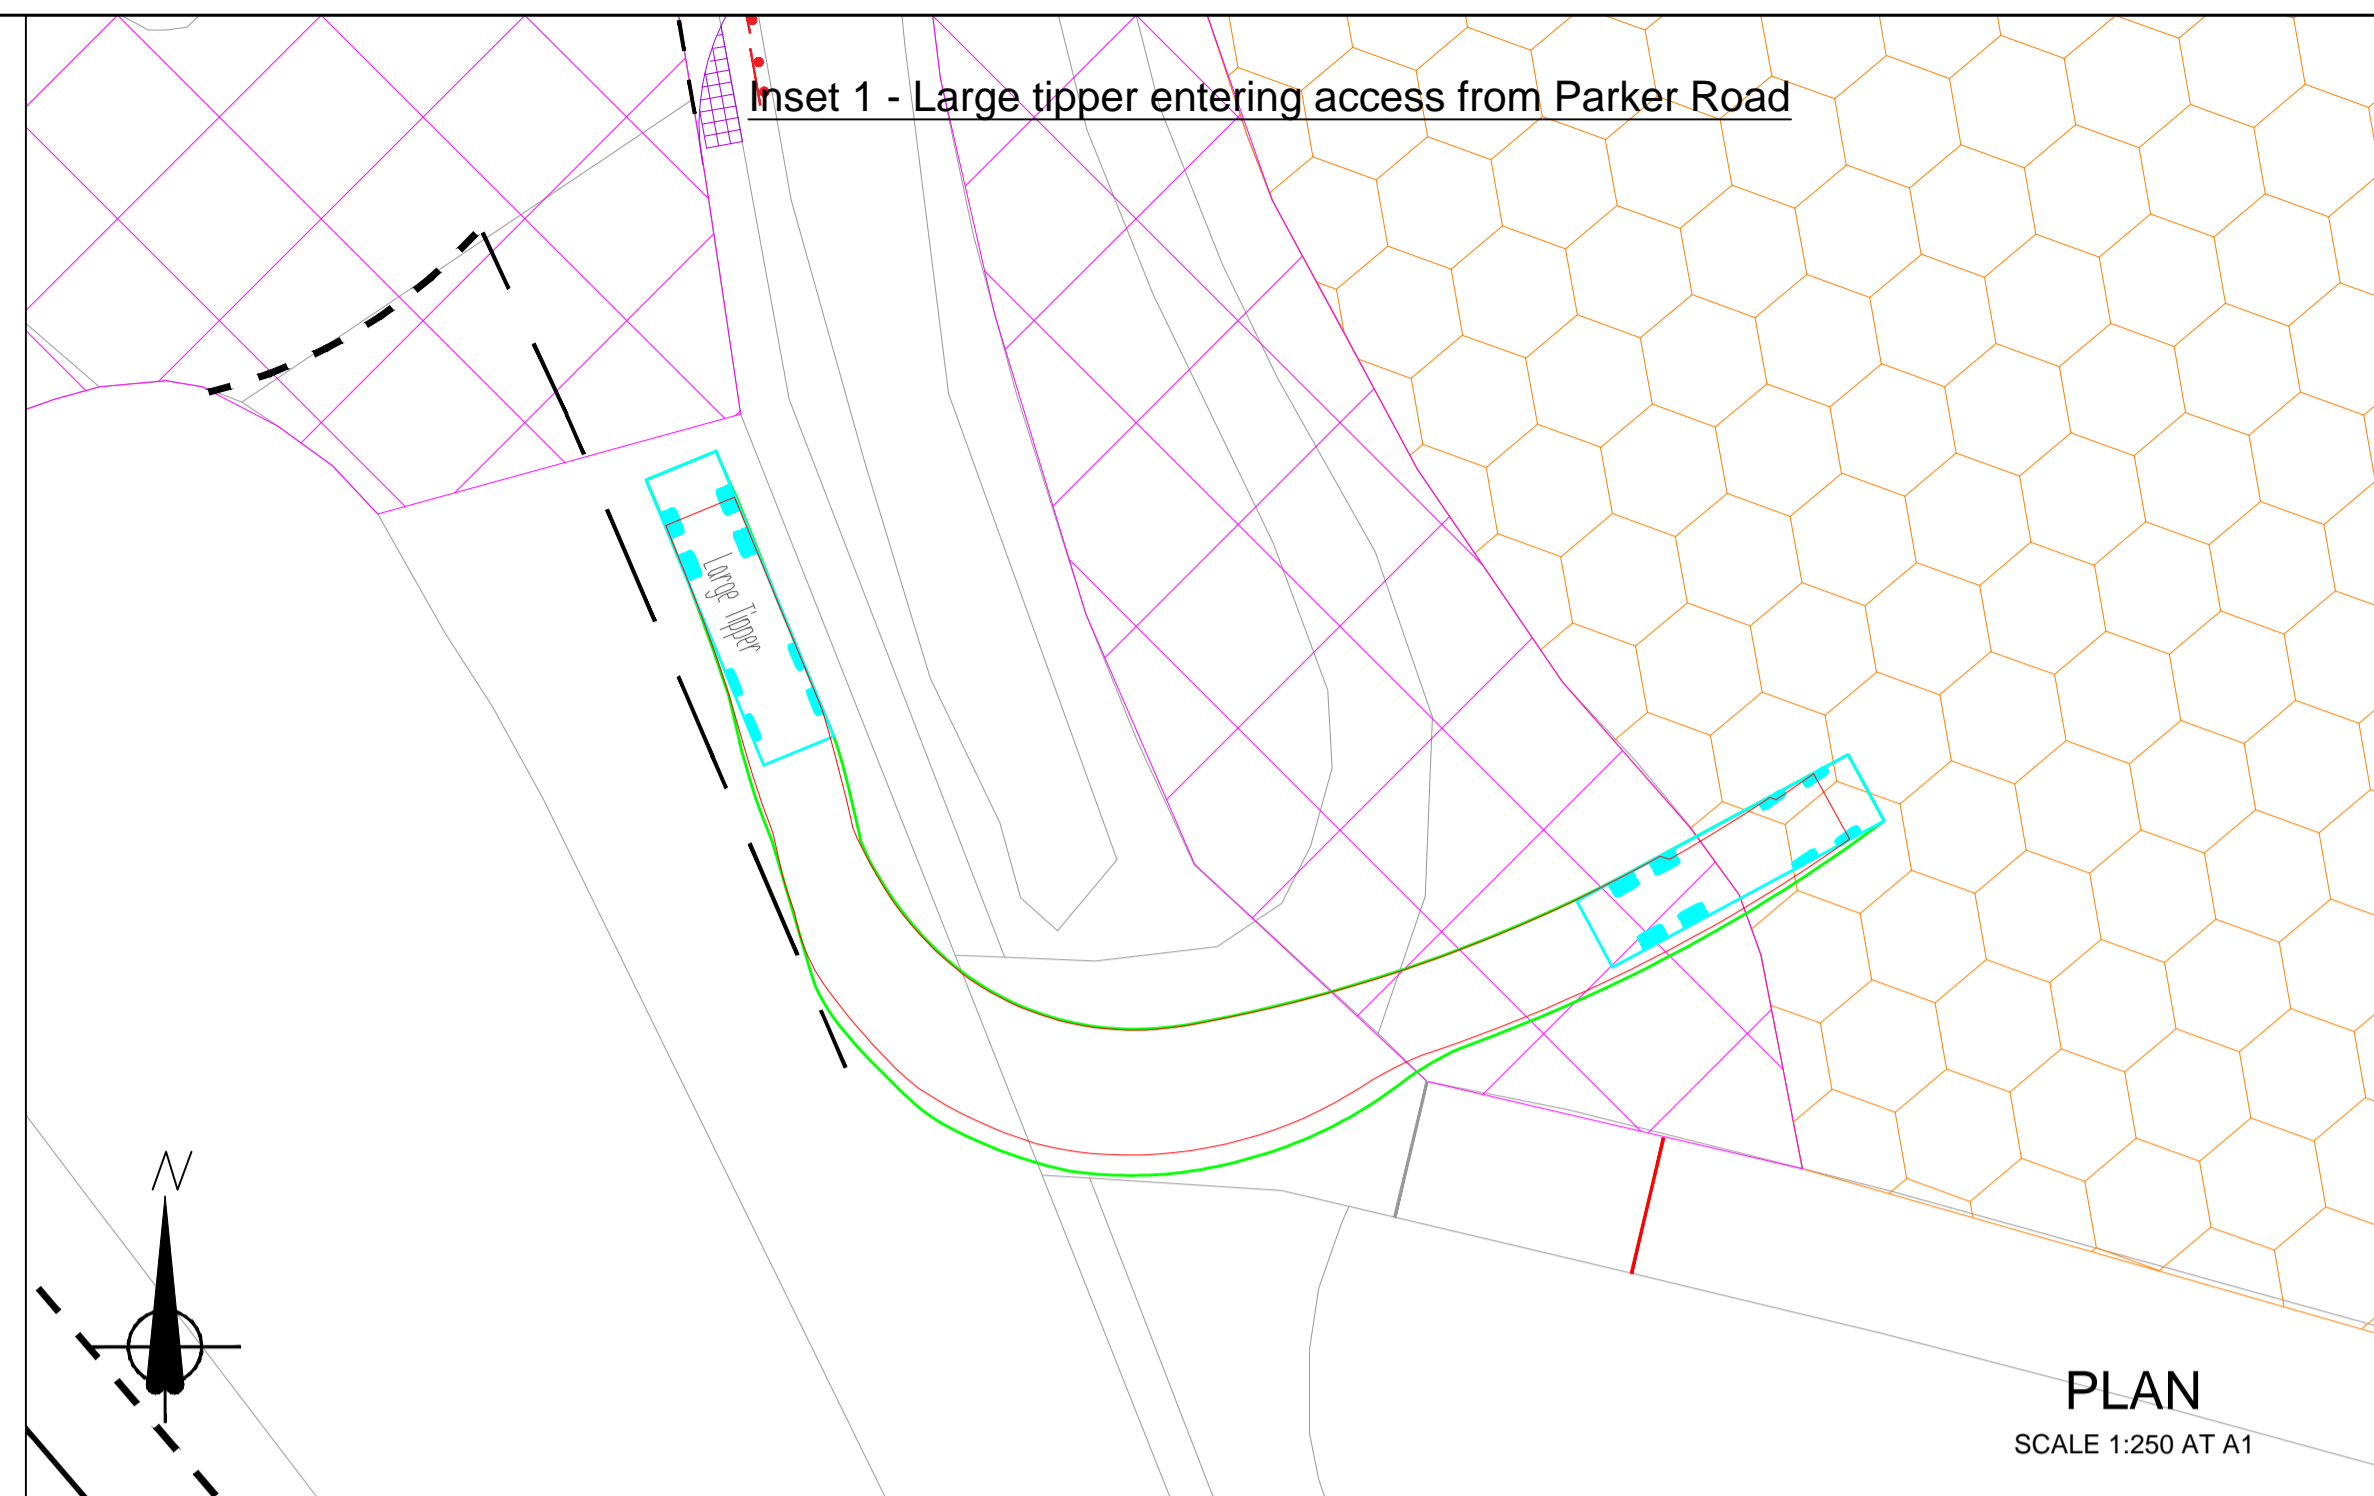 Inset 1 - Large tipper entering access from Parker Road
Large Tipper
N
PLAN
SCALE 1:250 AT A1